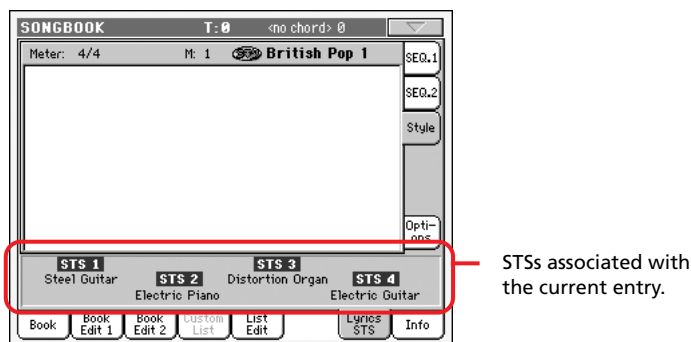 SONGBOOK T:0 <no chord> 0
Meter: 4/4 M: 1 British Pop 1
SEQ.1
SEQ.2
Style
Opti-
ons
STS 1 STS 3
Steel Guitar STS 2 Distortion Organ STS 4
Electric Piano Electric Guitar
STSs associated with
the current entry.
Book Book Edit 1 Book Edit 2 Custom List List Edit Lyrics STS Info